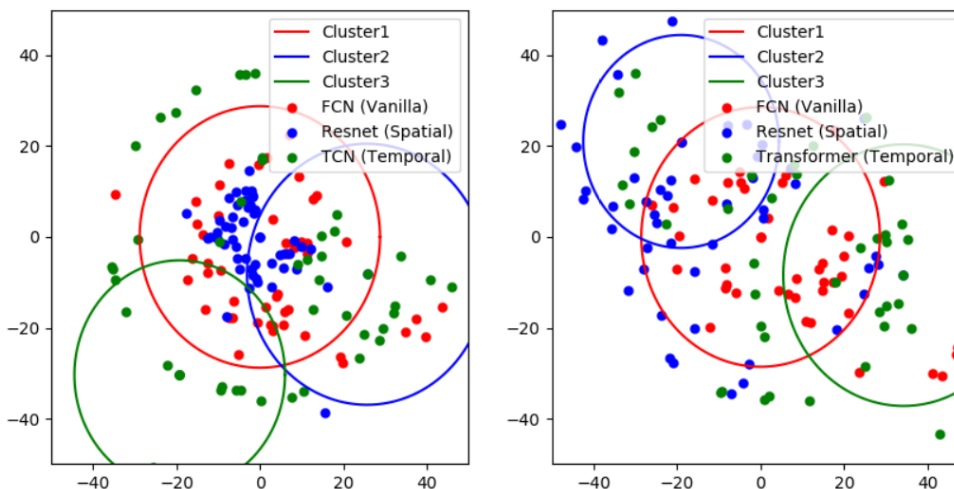 40
20
0
−20
−40
−40
−20
0
20
40
Cluster1
Cluster2
Cluster3
FCN (Vanilla)
Resnet (Spatial)
TCN (Temporal)
40
20
0
−20
−40
−40
−20
0
20
40
Cluster1
Cluster2
Cluster3
FCN (Vanilla)
Resnet (Spatial)
Transformer (Temporal)